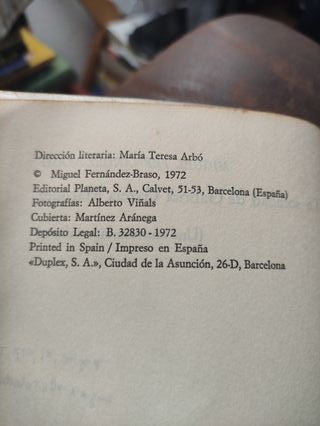 Dirección literaria: María Teresa Arbó
© Miguel Fernández-Braso, 1972
Editorial Planeta, S. A., Calvet, 51-53, Barcelona (España)
Fotografías: Alberto Viñals
Cubierta: Martínez Aránega
Depósito Legal: B. 32830 - 1972
Printed in Spain / Impreso en España
«Duplex, S. A.», Ciudad de la Asunción, 26-D, Barcelona